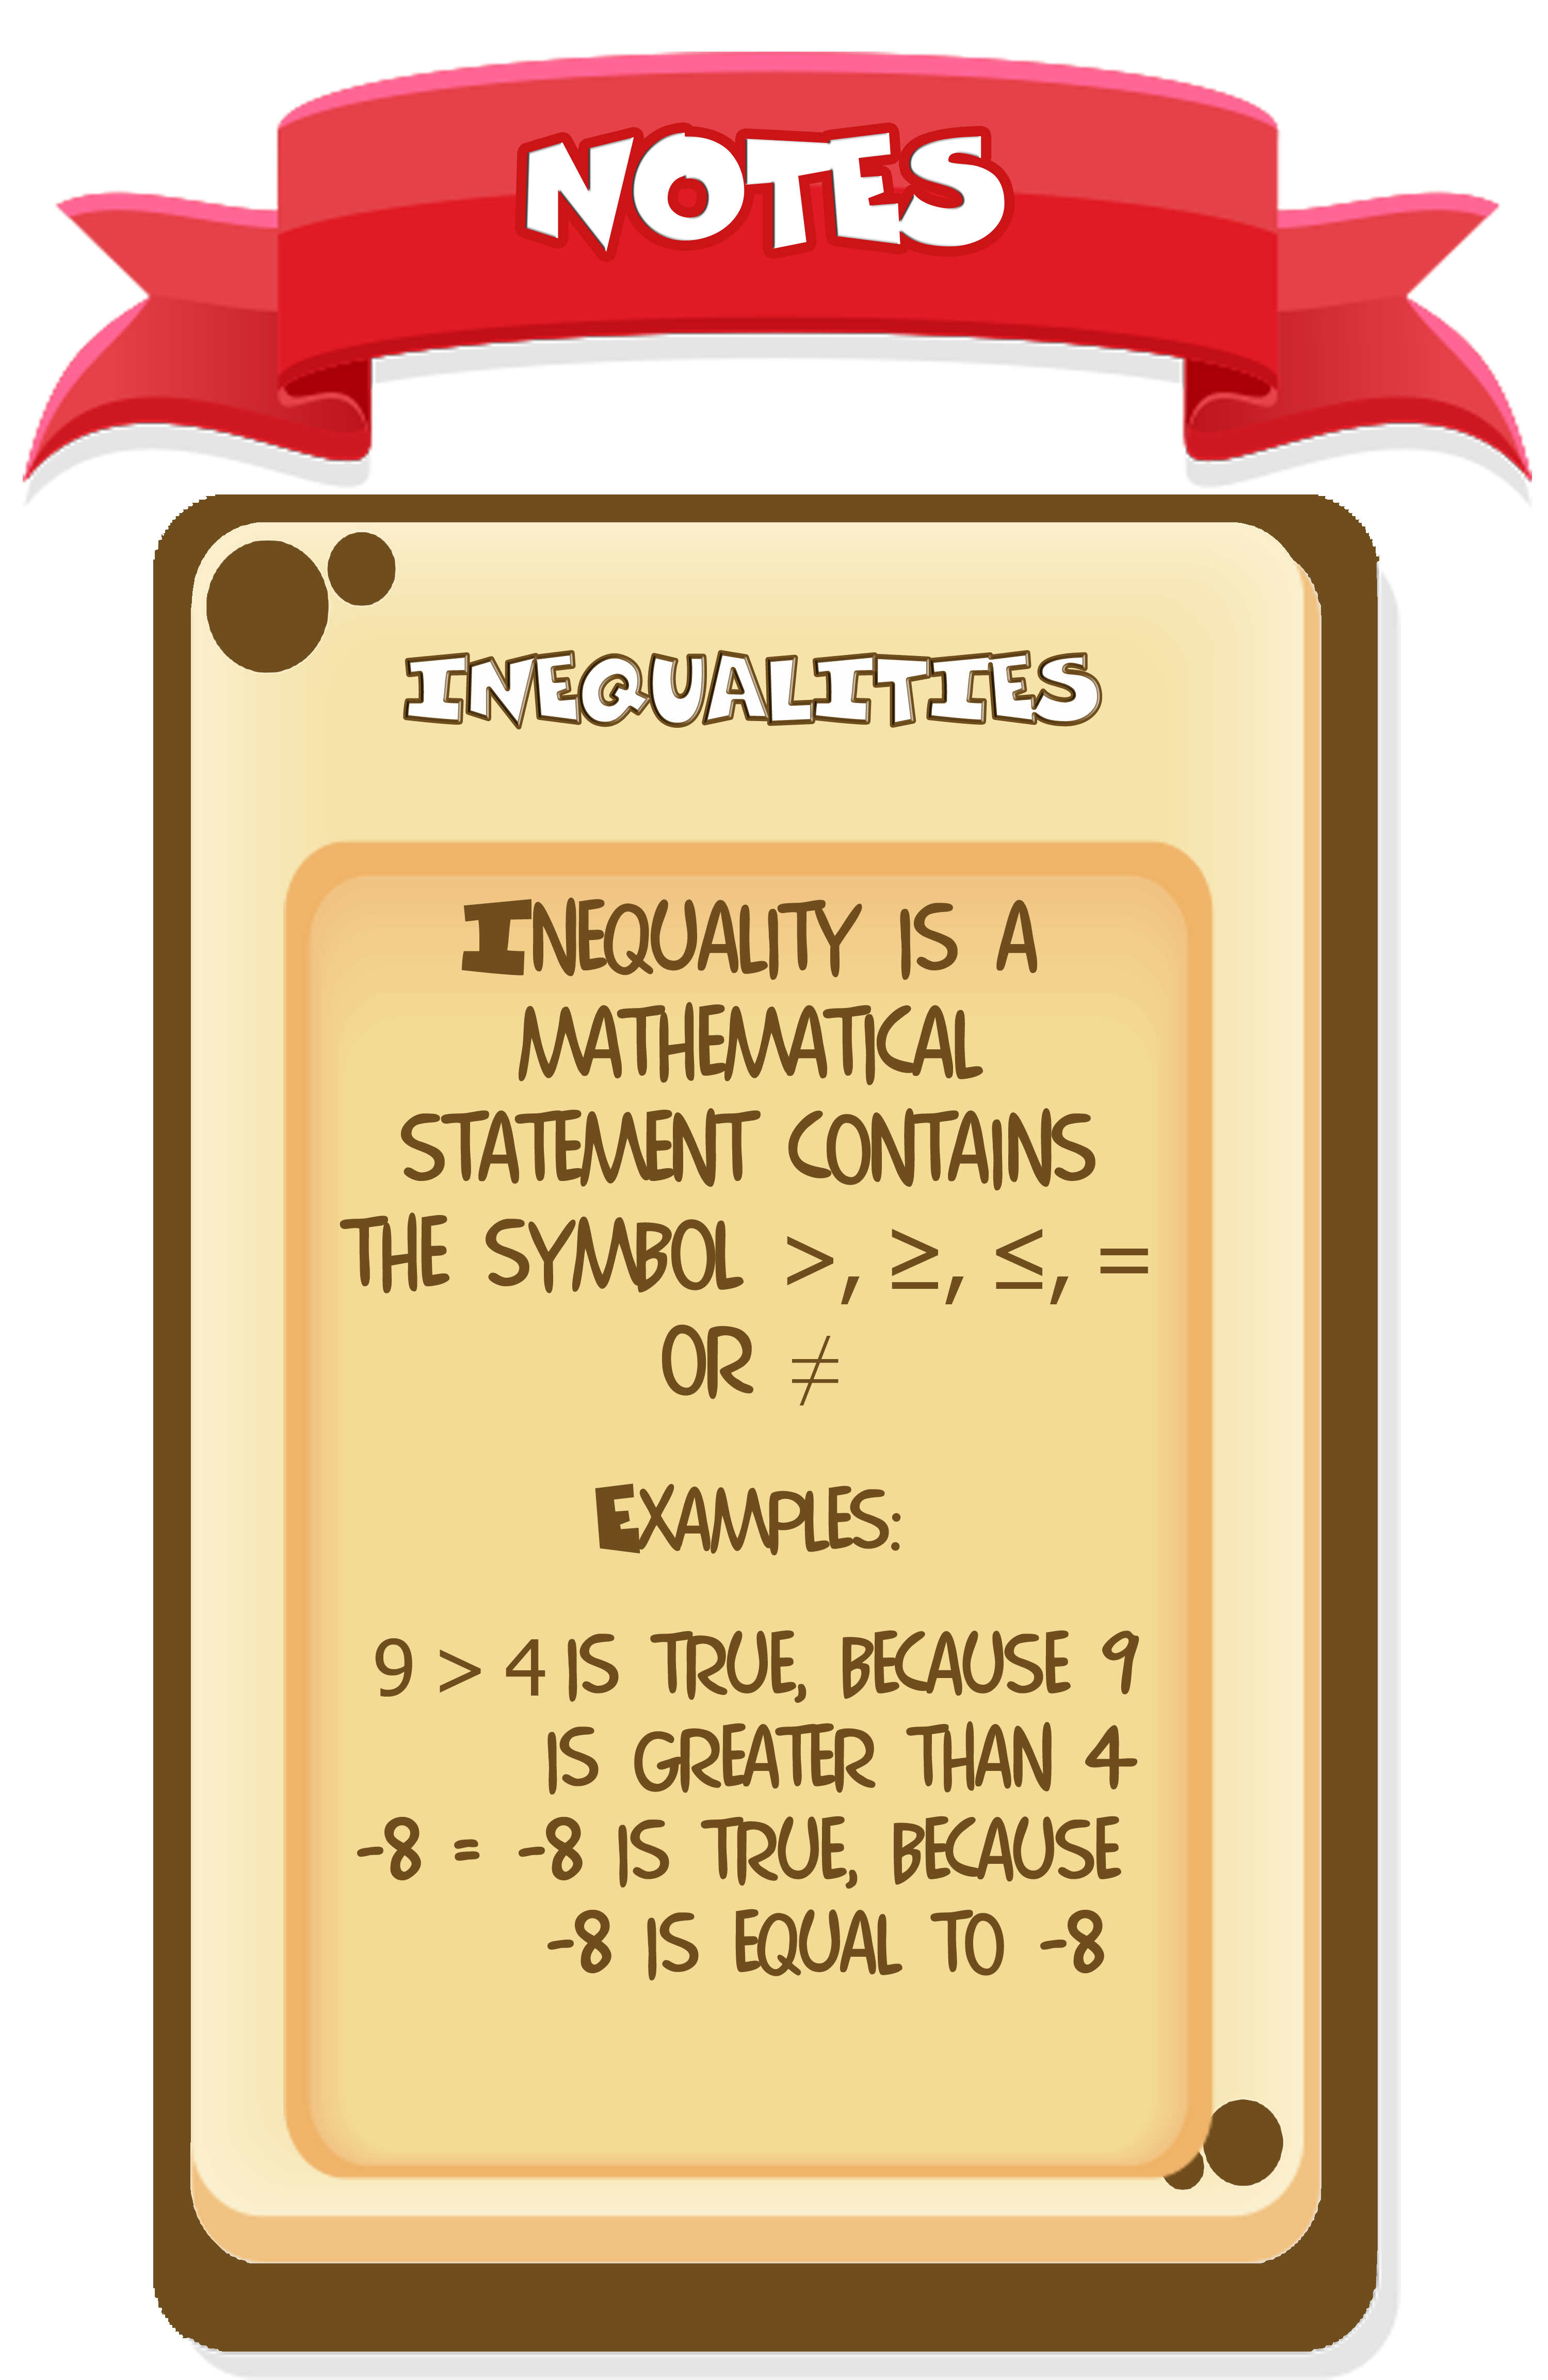 NOTES
INEQUALITIES
INEQUALITY IS A
MATHEMATICAL
STATEMENT CONTAINS
THE SYMBOL >, ≥, ≤, =
OR ≠
EXAMPLES:
9 > 4 IS TRUE, BECAUSE 9
IS GREATER THAN 4
-8 = -8 IS TRUE, BECAUSE
-8 IS EQUAL TO -8